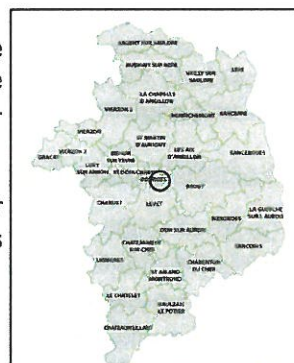 ARGENT SUR SAULDRE
AUBIGNY SUR NERE
VAILLY SUR
SAULDRE
LERE
LA CHAPELLE
D'ANGILLON
VIERZON 1
HENRICHEMONT
SANCERRE
VIERZON
VIERZON 2
GRACAY
ST MARTIN
D'AUXIGNY
LES AIX
D'ANGILLON
SANCERGUES
MEHUN
SUR YEVRE
LURY
SUR ARNON
ST DOULCHARD
BOURGES
CHAROST
LEVET
NERONDES
LA GUERCHE
SUR L AUBOIS
DUN SUR AURON
CHATEAUNEUF
SUR CHER
SANCOINS
LIGNIERES
CHARENTON
DU CHER
ST AMAND
MONTROND
LE CHATELET
SAULZAIS
LE POTIER
CHATEAUMEILLANT